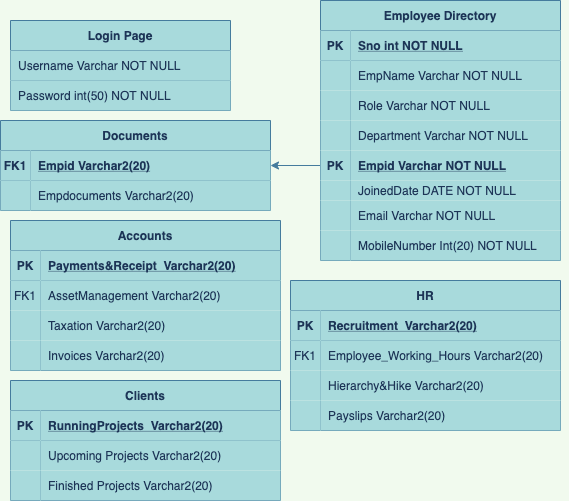 Login Page
Username Varchar NOT NULL
Password int(50) NOT NULL
Employee Directory
PK Sno int NOT NULL
EmpName Varchar NOT NULL
Role Varchar NOT NULL
Department Varchar NOT NULL
PK Empid Varchar NOT NULL
JoinedDate DATE NOT NULL
Email Varchar NOT NULL
MobileNumber Int(20) NOT NULL
Documents
FK1 Empid Varchar2(20)
Empdocuments Varchar2(20)
Accounts
PK Payments&Receipt Varchar2(20)
FK1 AssetManagement Varchar2(20)
Taxation Varchar2(20)
Invoices Varchar2(20)
HR
PK Recruitment Varchar2(20)
FK1 Employee_Working_Hours Varchar2(20)
Hierarchy&Hike Varchar2(20)
Payslips Varchar2(20)
Clients
PK RunningProjects Varchar2(20)
Upcoming Projects Varchar2(20)
Finished Projects Varchar2(20)